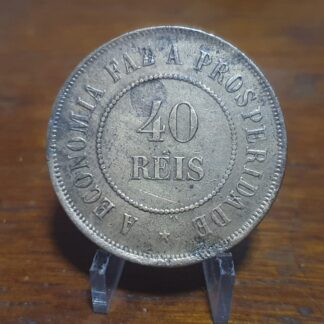 A ECONOMIA FAZ A PROSPERIDADE
40
RÉIS